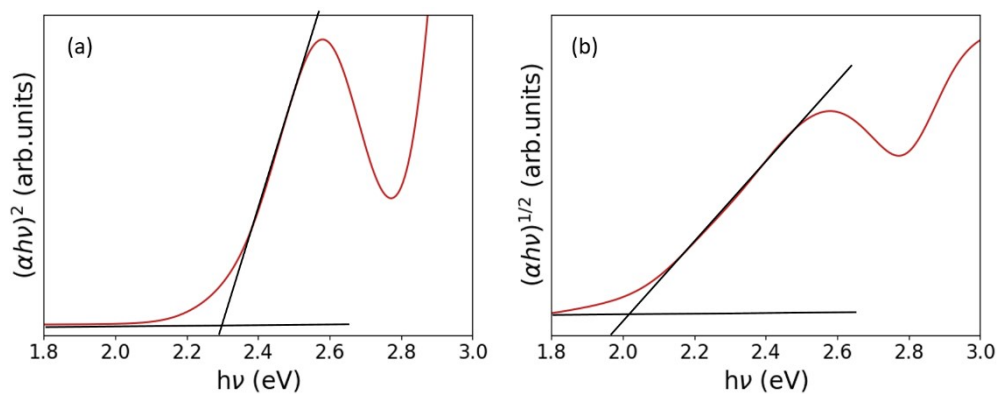 (a)
(αhν)² (arb.units)
1.8 2.0 2.2 2.4 2.6 2.8 3.0
hν (eV)
(b)
(αhν)^{1/2} (arb.units)
1.8 2.0 2.2 2.4 2.6 2.8 3.0
hν (eV)